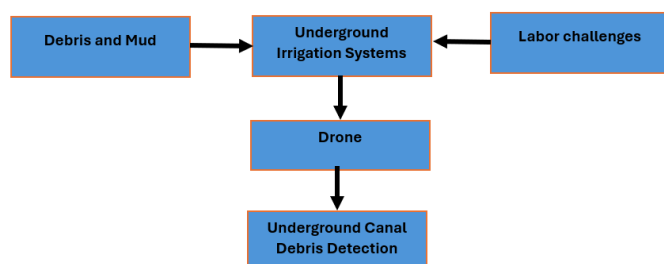 Debris and Mud
Underground
Irrigation Systems
Labor challenges
Drone
Underground Canal
Debris Detection